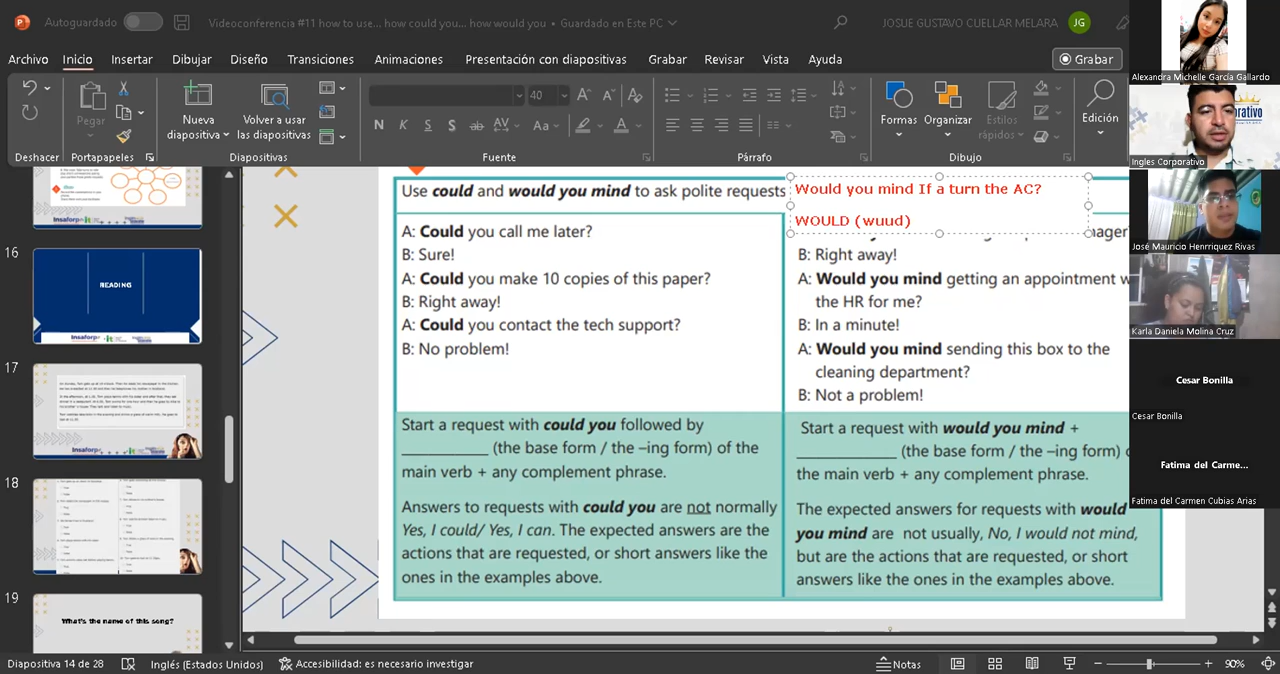 Autoguardado
Videoconferencia #11 how to use... how could you... how would you • Guardado en Este PC
JOSUE GUSTAVO CUELLAR MELARA
JG
Archivo Inicio Insertar Dibujar Diseño Transiciones Animaciones Presentación con diapositivas Grabar Revisar Vista Ayuda
Grabar
Pegar
Nueva
diapositiva
Volver a usar
las diapositivas
40
N K S S ab AV Aa A
Formas
Organizar
Estilos
rápidos
Edición
Deshacer
Portapapeles
Diapositivas
Fuente
Párrafo
Dibujo
16
READING
Insaforp
17
Insaforp
18
19
What's the name of this song?
Use could and would you mind to ask polite requests
Would you mind If a turn the AC?
WOULD (wuud)
A: Could you call me later?
B: Sure!
A: Could you make 10 copies of this paper?
B: Right away!
A: Could you contact the tech support?
B: No problem!
B: Right away!
A: Would you mind getting an appointment
the HR for me?
B: In a minute!
A: Would you mind sending this box to the
cleaning department?
B: Not a problem!
Start a request with could you followed by
____________ (the base form / the –ing form) of the
main verb + any complement phrase.
Answers to requests with could you are not normally
Yes, I could/ Yes, I can. The expected answers are the
actions that are requested, or short answers like the
ones in the examples above.
Start a request with would you mind +
____________ (the base form / the –ing form)
the main verb + any complement phrase.
The expected answers for requests with would
you mind are not usually, No, I would not mind,
but are the actions that are requested, or short
answers like the ones in the examples above.
Alexandra Michelle García Gallardo
Ingles Corporativo
José Mauricio Henrriquez Rivas
Karla Daniela Molina Cruz
Cesar Bonilla
Cesar Bonilla
Fatima del Carme...
Fatima del Carmen Cubias Arias
Diapositiva 14 de 28
Inglés (Estados Unidos)
Accesibilidad: es necesario investigar
Notas
90%